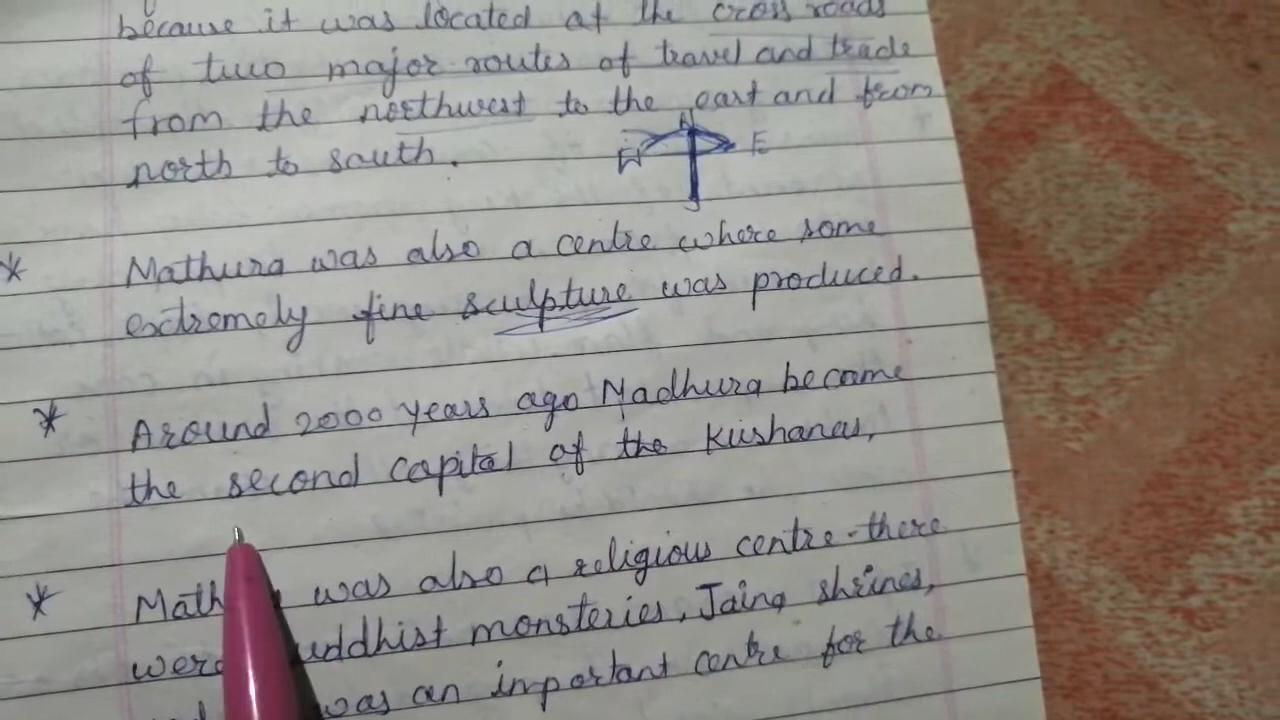 because it was located at the cross roads
of two major routes of travel and trade
from the northwest to the east and from
north to south.
N
W
E
S
* Mathura was also a centre where some
extremely fine sculpture was produced.
* Around 2000 years ago Madhura became
the second capital of the Kushanas,
* was also a religious centre-there
monsteries, Jaina shrines,
was an important centre for the